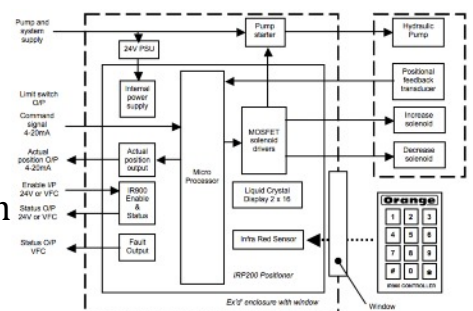 Pump and
system
supply
24V PSU
Pump
starter
Hydraulic
Pump
Positional
feedback
transducer
Increase
solenoid
Decrease
solenoid
Internal
power
supply
Limit switch
O/P
Command
signal
4-20mA
Actual
position O/P
4-20mA
Enable I/P
24V or VFC
Status O/P
24V or VFC
Status O/P
VFC
Actual
position
output
IR900
Enable
&
Status
Fault
Output
Micro
Processor
MOSFET
solenoid
drivers
Liquid Crystal
Display 2 x 16
Infra Red Sensor
IRP200 Positioner
Ex'd' enclosure with window
Window
Orange
1 2 3
4 5 6
7 8 9
# 0
CONTROLLER
n